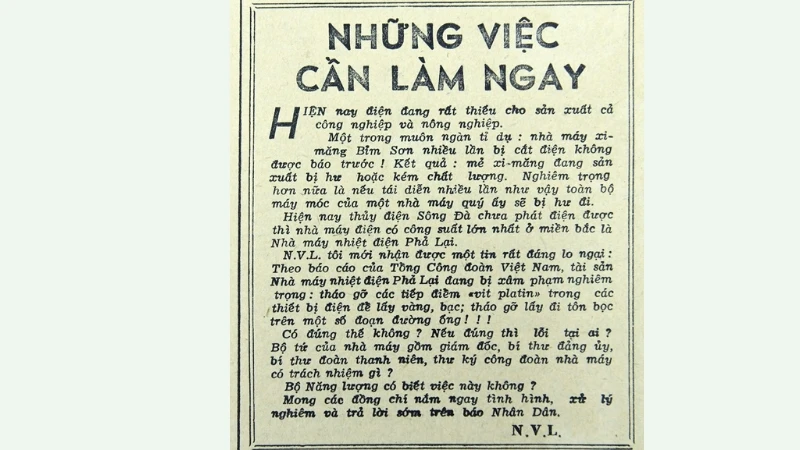 NHỮNG VIỆC
CẦN LÀM NGAY
HIỆN nay điện đang rất thiếu cho sản xuất cả
công nghiệp và nông nghiệp.
Một trong muôn ngàn tỉ dụ : nhà máy xi-
măng Bỉm Sơn nhiều lần bị cắt điện không
được báo trước ! Kết quả : mẻ xi-măng đang sản
xuất bị hư hoặc kém chất lượng. Nghiêm trọng
hơn nữa là nếu tái diễn nhiều lần như vậy toàn bộ
máy móc của một nhà máy quý ấy sẽ bị hư đi.
Hiện nay thủy điện Sông Đà chưa phát điện được
thì nhà máy điện có công suất lớn nhất ở miền bắc là
Nhà máy nhiệt điện Phả Lại.
N.V.L. tôi mới nhận được một tin rất đáng lo ngại :
Theo báo cáo của Tổng Công đoàn Việt Nam, tài sản
Nhà máy nhiệt điện Phả Lại đang bị xâm phạm nghiêm
trọng : tháo gỡ các tiếp điểm «vít platin» trong các
thiết bị điện để lấy vàng, bạc; tháo gỡ lấy đi tôn bọc
trên một số đoạn đường ống ! ! !
Có đúng thế không ? Nếu đúng thì lỗi tại ai ?
Bộ tứ của nhà máy gồm giám đốc, bí thư đảng ủy,
bí thư đoàn thanh niên, thư ký công đoàn nhà máy
có trách nhiệm gì ?
Bộ Năng lượng có biết việc này không ?
Mong các đồng chí nắm ngay tình hình, xử lý
nghiêm và trả lời sớm trên báo Nhân Dân.
N.V.L.